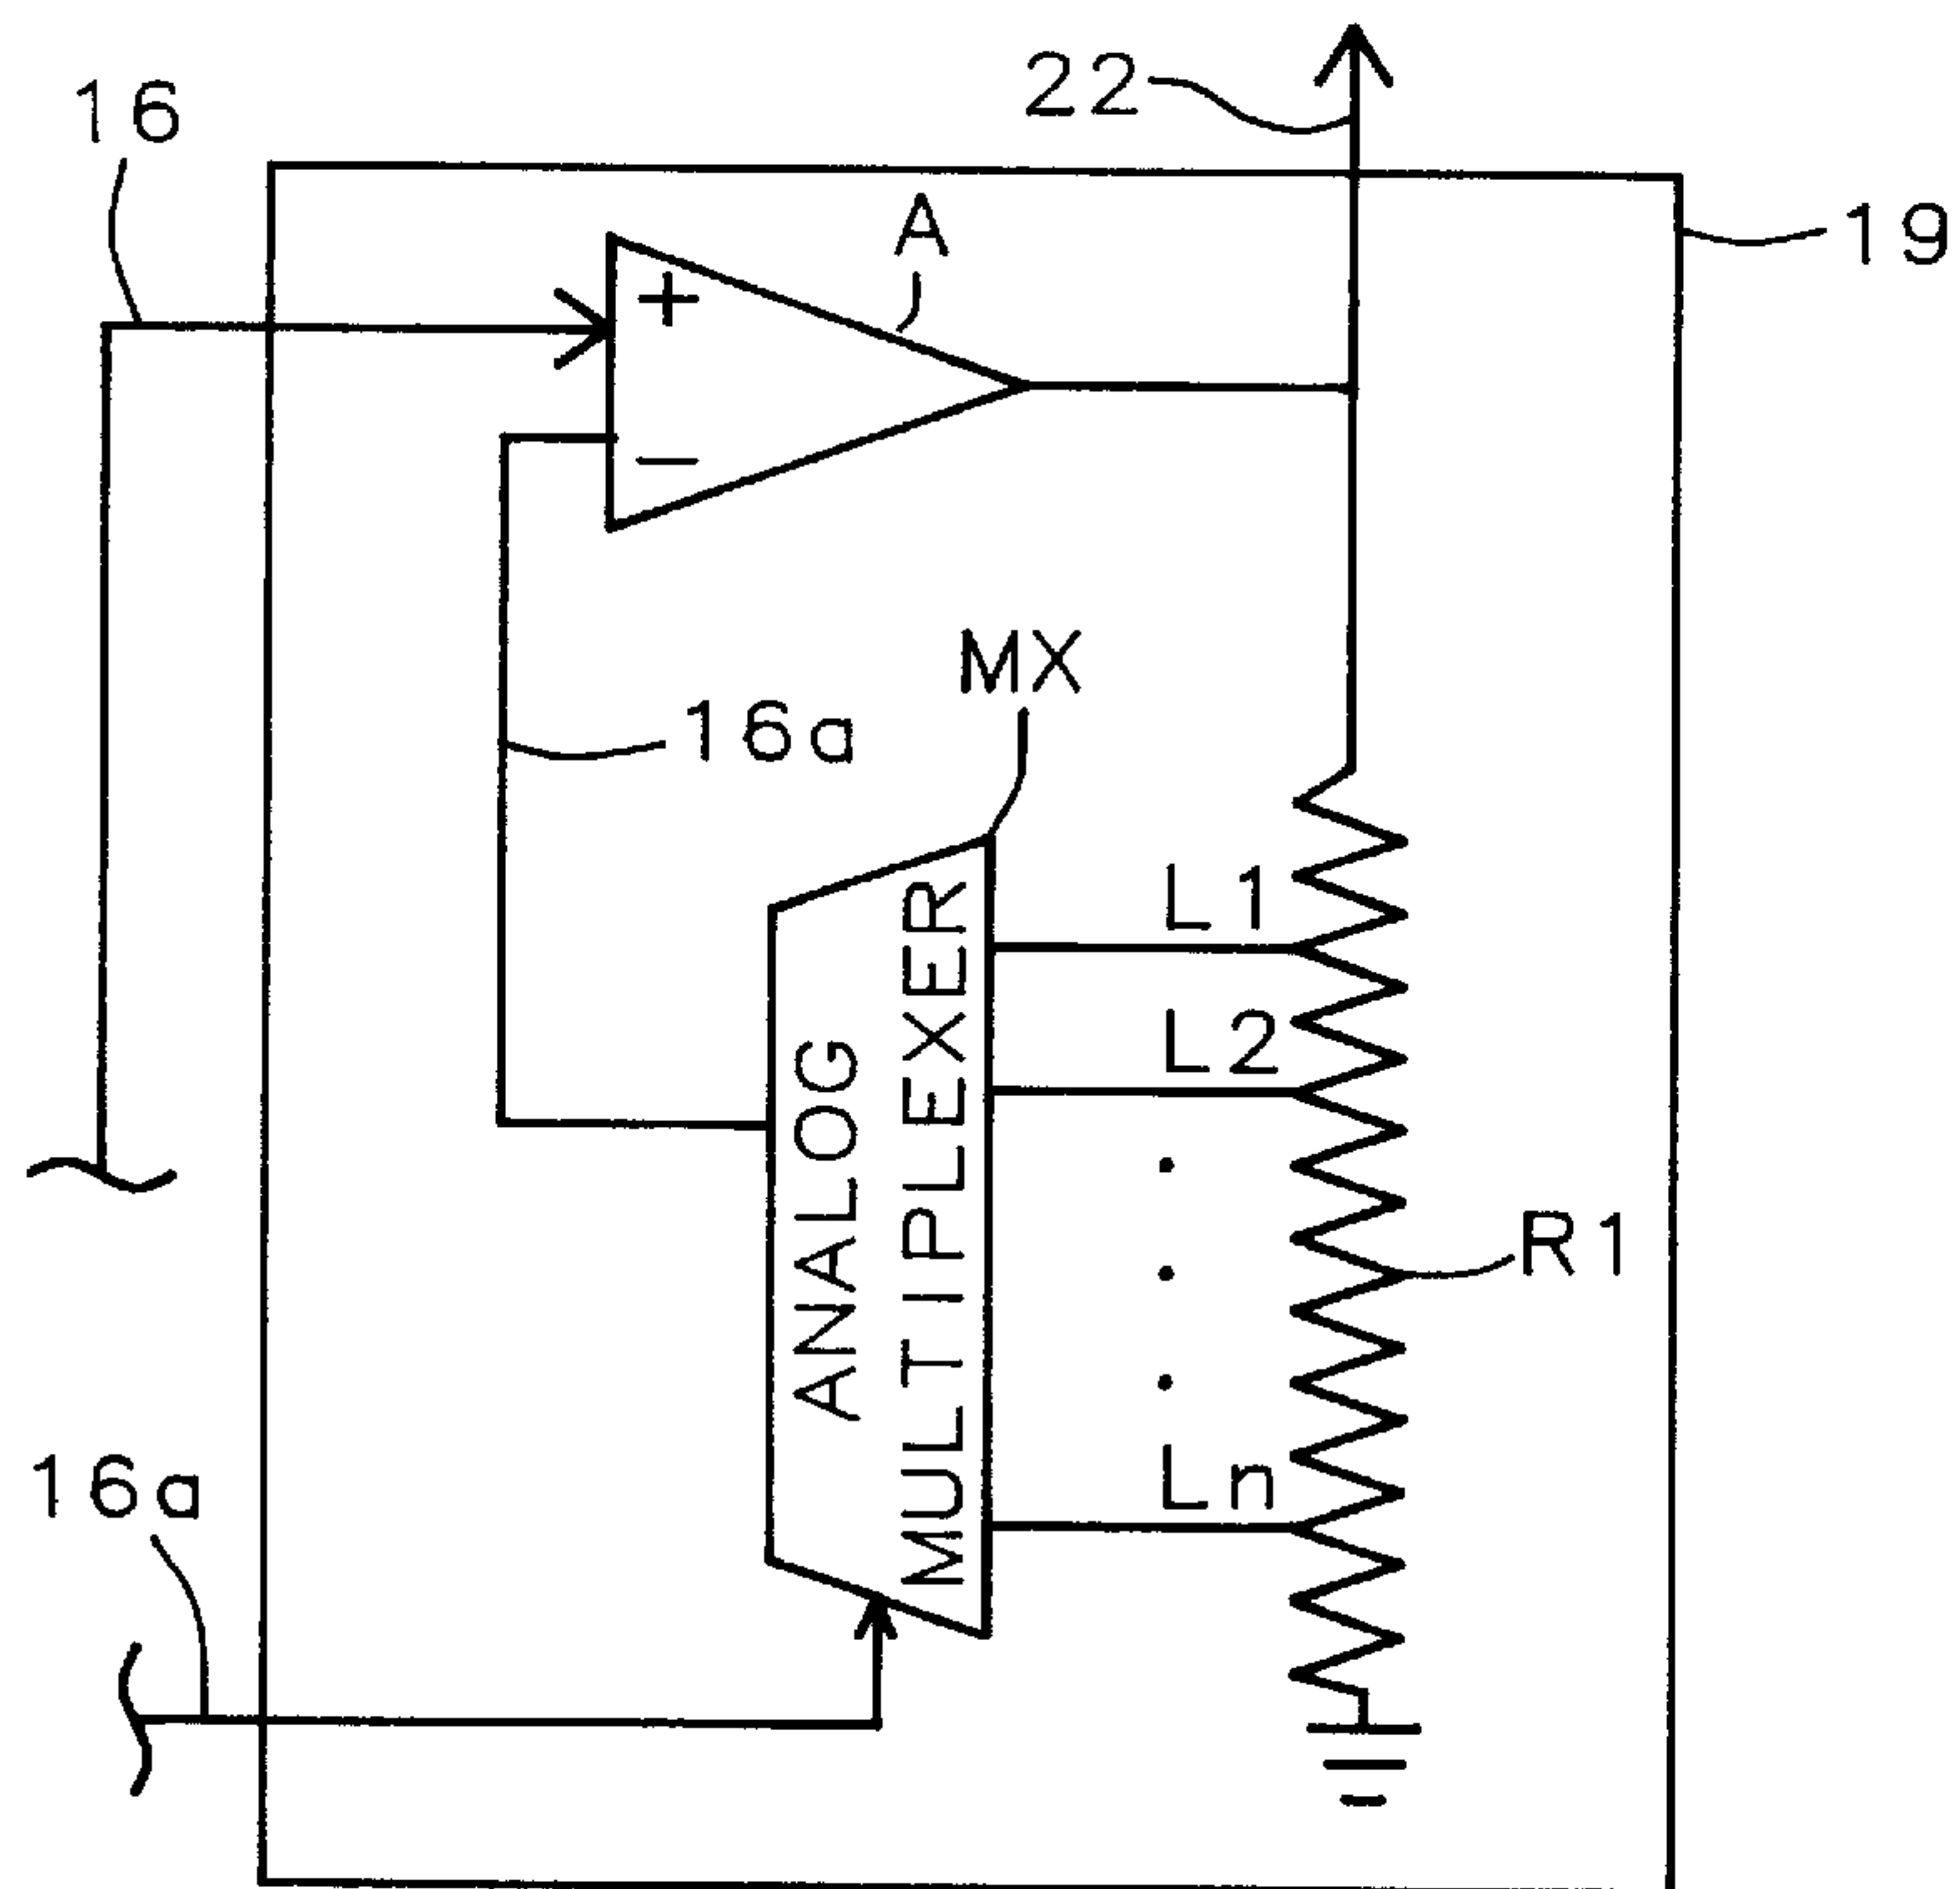 22
16
A
19
+
−
MX
16a
L1
L2
ANALOG
MULTIPLEXER
R1
Ln
16a